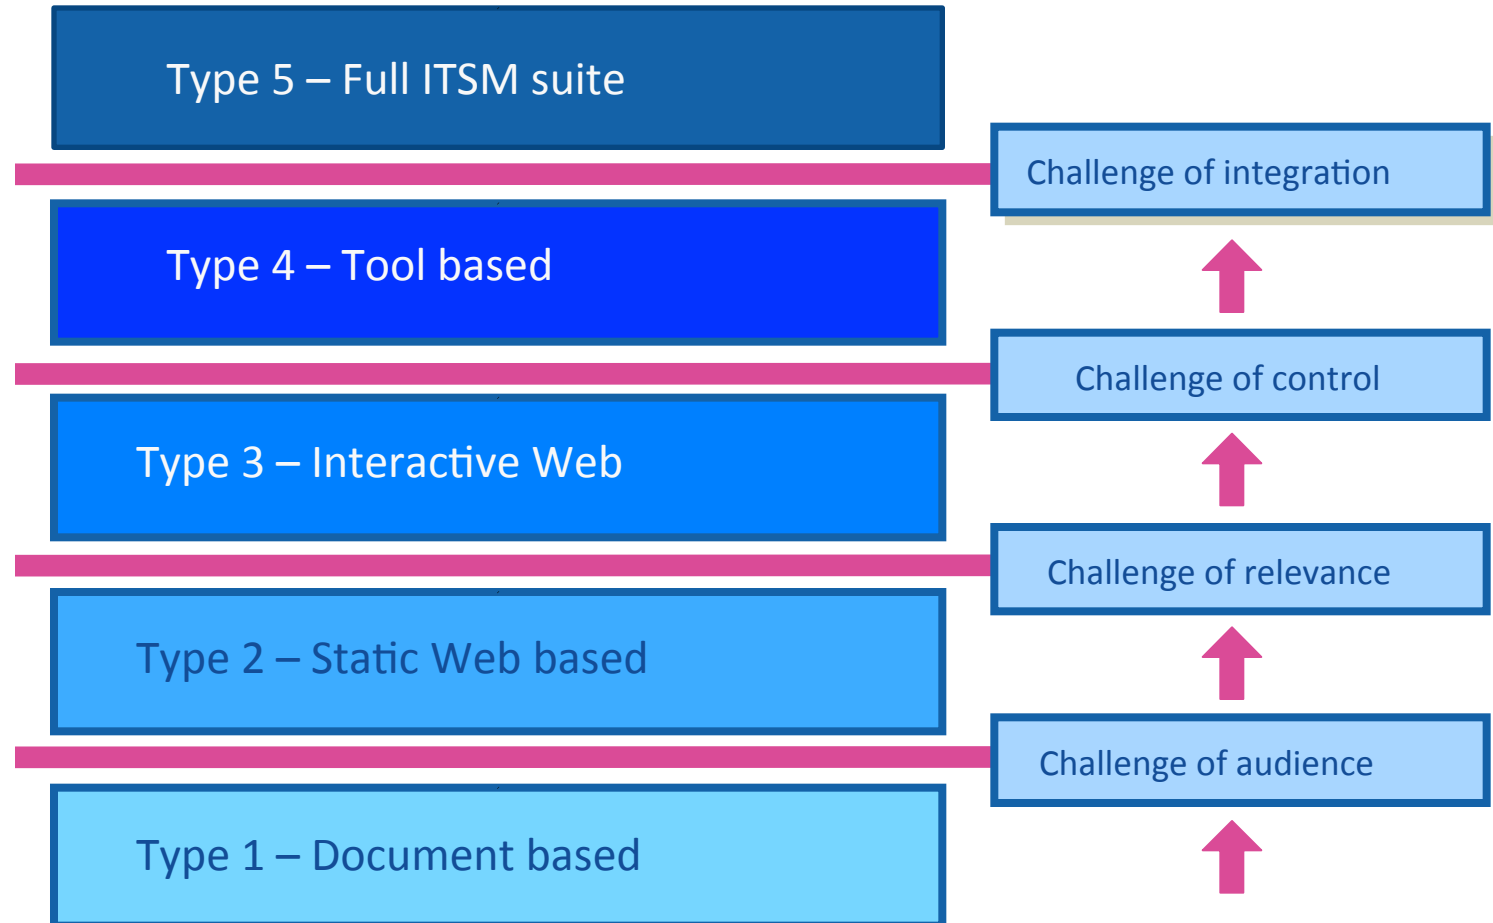 Type 5 – Full ITSM suite
Challenge of integration
Type 4 – Tool based
Challenge of control
Type 3 – Interactive Web
Challenge of relevance
Type 2 – Static Web based
Challenge of audience
Type 1 – Document based